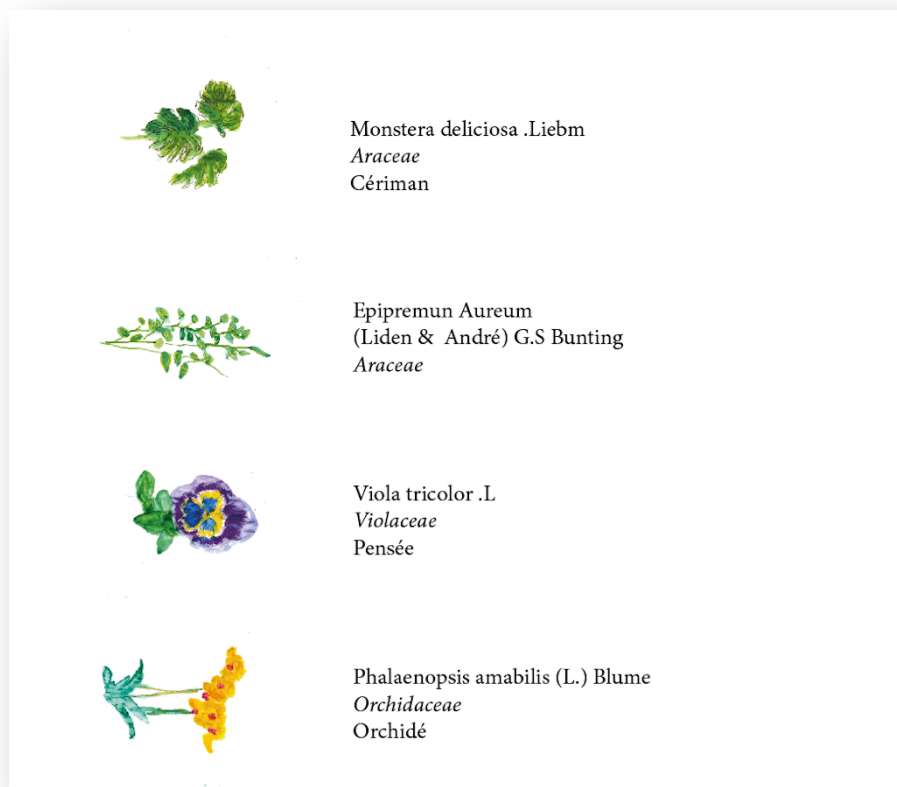 Monstera deliciosa .Liebm
Araceae
Cériman
Epipremun Aureum
(Liden & André) G.S Bunting
Araceae
Viola tricolor .L
Violaceae
Pensée
Phalaenopsis amabilis (L.) Blume
Orchidaceae
Orchidé